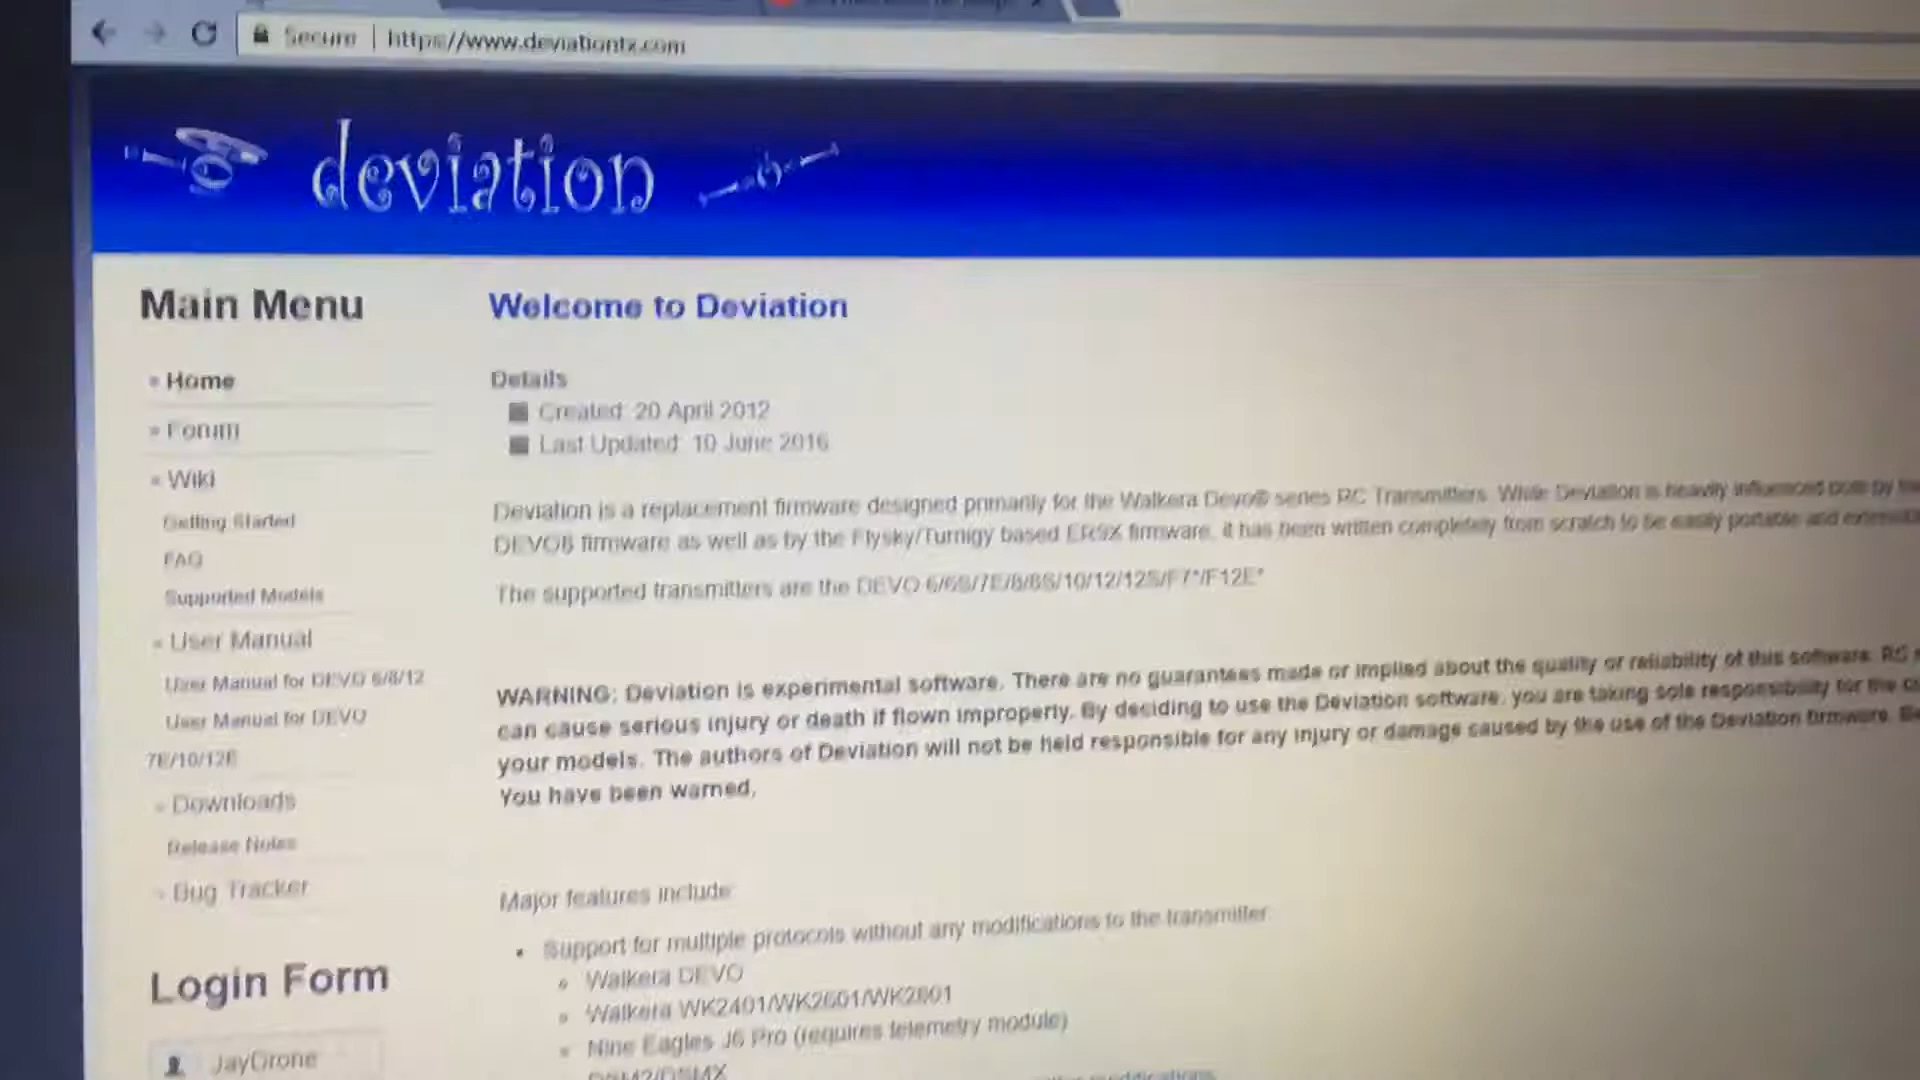 Secure | https://www.deviationtx.com
deviation
Main Menu
» Home
» Forum
» Wiki
Getting Started
FAQ
Supported Models
» User Manual
User Manual for DEVO 6/8/12
User Manual for DEVO
7E/10/12E
» Downloads
Release Notes
» Bug Tracker
Login Form
JayDrone
Welcome to Deviation
Details
Created: 20 April 2012
Last Updated: 10 June 2016
Deviation is a replacement firmware designed primarily for the Walkera Devo® series RC Transmitters. While Deviation is heavily influenced both by
DEVO8 firmware as well as by the Flysky/Turnigy based ER9X firmware, it has been written completely from scratch to be easily portable and
The supported transmitters are the DEVO 6/6S/7E/8/8S/10/12/12S/F7*/F12E*
WARNING: Deviation is experimental software. There are no guarantees made or implied about the quality or reliability of this software. RC
can cause serious injury or death if flown improperly. By deciding to use the Deviation software, you are taking sole responsibility for the
your models. The authors of Deviation will not be held responsible for any injury or damage caused by the use of the Deviation firmware.
You have been warned.
Major features include:
• Support for multiple protocols without any modifications to the transmitter:
Walkera DEVO
Walkera WK2401/WK2601/WK2801
Nine Eagles J6 Pro (requires telemetry module)
DSM2/DSMX
modifications